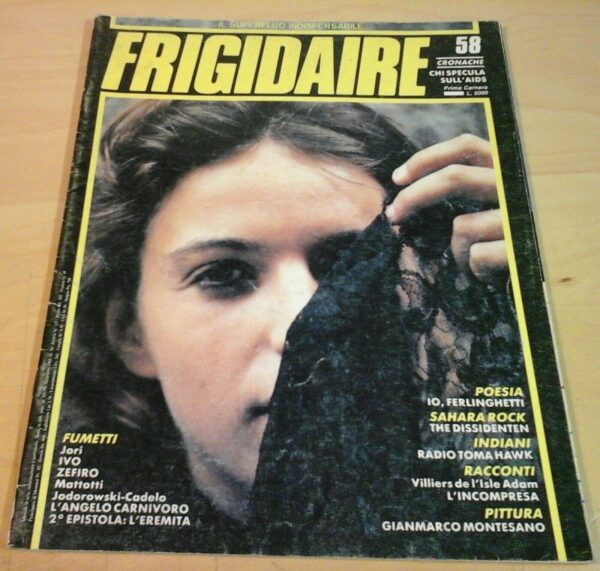 IL SUPERFLUO INDISPENSABILE
FRIGIDAIRE
58
CRONACHE
CHI SPECULA
SULL'AIDS
Primo Carnera
L. 5000
FUMETTI
Jori
IVO
ZEFIRO
Mattotti
Jodorowski-Cadelo
L'ANGELO CARNIVORO
2ª EPISTOLA: L'EREMITA
POESIA
IO, FERLINGHETTI
SAHARA ROCK
THE DISSIDENTEN
INDIANI
RADIO TOMA HAWK
RACCONTI
Villiers de l'Isle Adam
L'INCOMPRESA
PITTURA
GIANMARCO MONTESANO